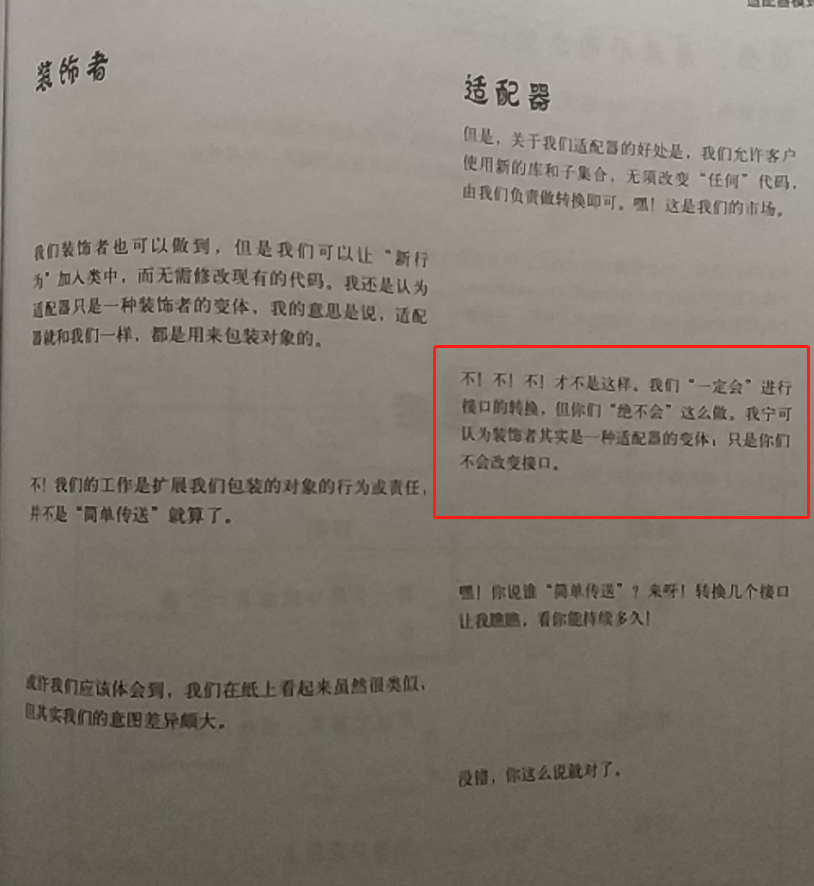 适配器模式
装饰者
适配器
但是，关于我们适配器的好处是，我们允许客户
使用新的库和子集合，无须改变“任何”代码，
由我们负责做转换即可。嘿！这是我们的市场。
我们装饰者也可以做到，但是我们可以让“新行
为”加入类中，而无需修改现有的代码。我还是认为
适配器只是一种装饰者的变体，我的意思是说，适配
器就和我们一样，都是用来包装对象的。
不！不！不！才不是这样。我们“一定会”进行
接口的转换，但你们“绝不会”这么做。我宁可
认为装饰者其实是一种适配器的变体；只是你们
不会改变接口。
不！我们的工作是扩展我们包装的对象的行为或责任，
并不是“简单传送”就算了。
嘿！你说谁“简单传送”？来呀！转换几个接口
让我瞧瞧，看你能持续多久！
或许我们应该体会到，我们在纸上看起来虽然很类似，
但其实我们的意图差异颇大。
没错，你这么说就对了。